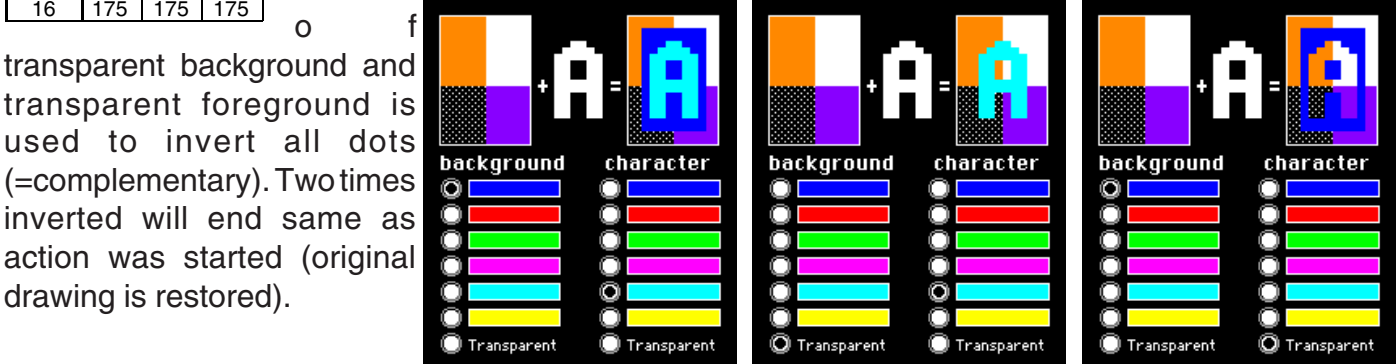 16 175 175 175
o f
transparent background and
transparent foreground is
used to invert all dots
(=complementary). Two times
inverted will end same as
action was started (original
drawing is restored).
+ A = A
background character
Transparent Transparent
+ A = A
background character
Transparent Transparent
+ A = A
background character
Transparent Transparent